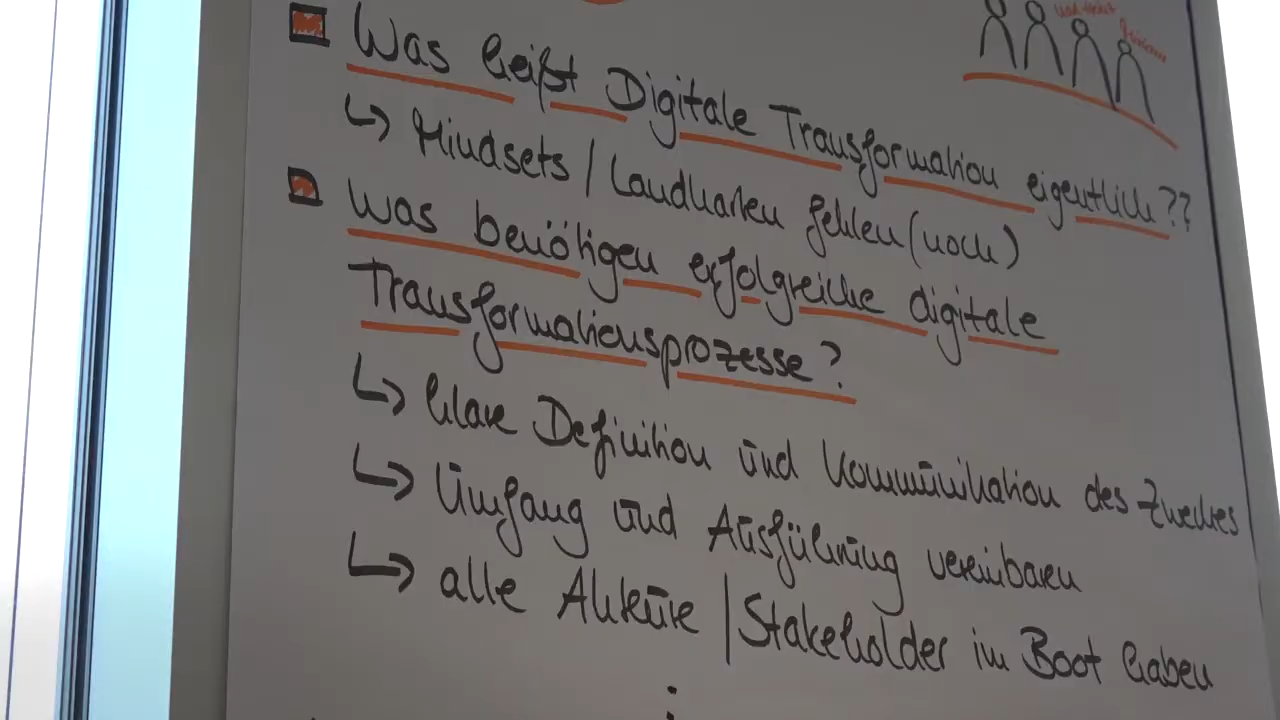 Was heißt Digitale Transformation eigentlich??
↳ Mindsets / Landkarten fehlen (noch)
Was benötigen erfolgreiche digitale
Transformationsprozesse?
↳ klare Definition und Kommunikation des Zweckes
↳ Umfang und Ausführung vereinbaren
↳ alle Akteure / Stakeholder im Boot haben